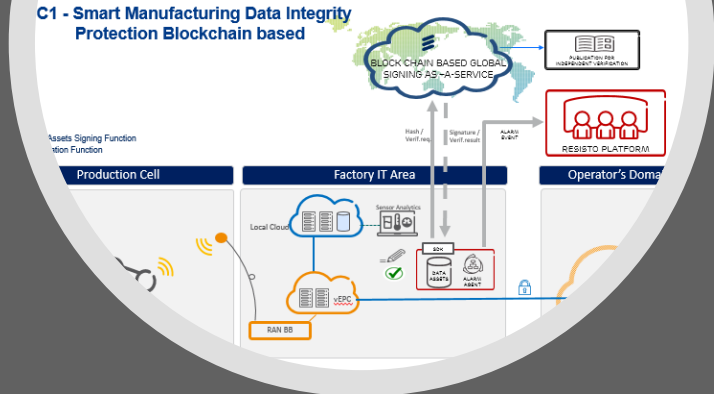 C1 - Smart Manufacturing Data Integrity
Protection Blockchain based
BLOCK CHAIN BASED GLOBAL
SIGNING AS -A-SERVICE
PUBLICATION FOR
INDEPENDENT VERIFICATION
Assets Signing Function
tion Function
Hash /
Verif.req.
Signature /
Verif.result
ALARM
EVENT
RESISTO PLATFORM
Production Cell
Factory IT Area
Operator's Doma
Local Cloud
Sensor Analytics
SDK
DATA
ASSETS
ALARM
AGENT
vEPC
RAN BB